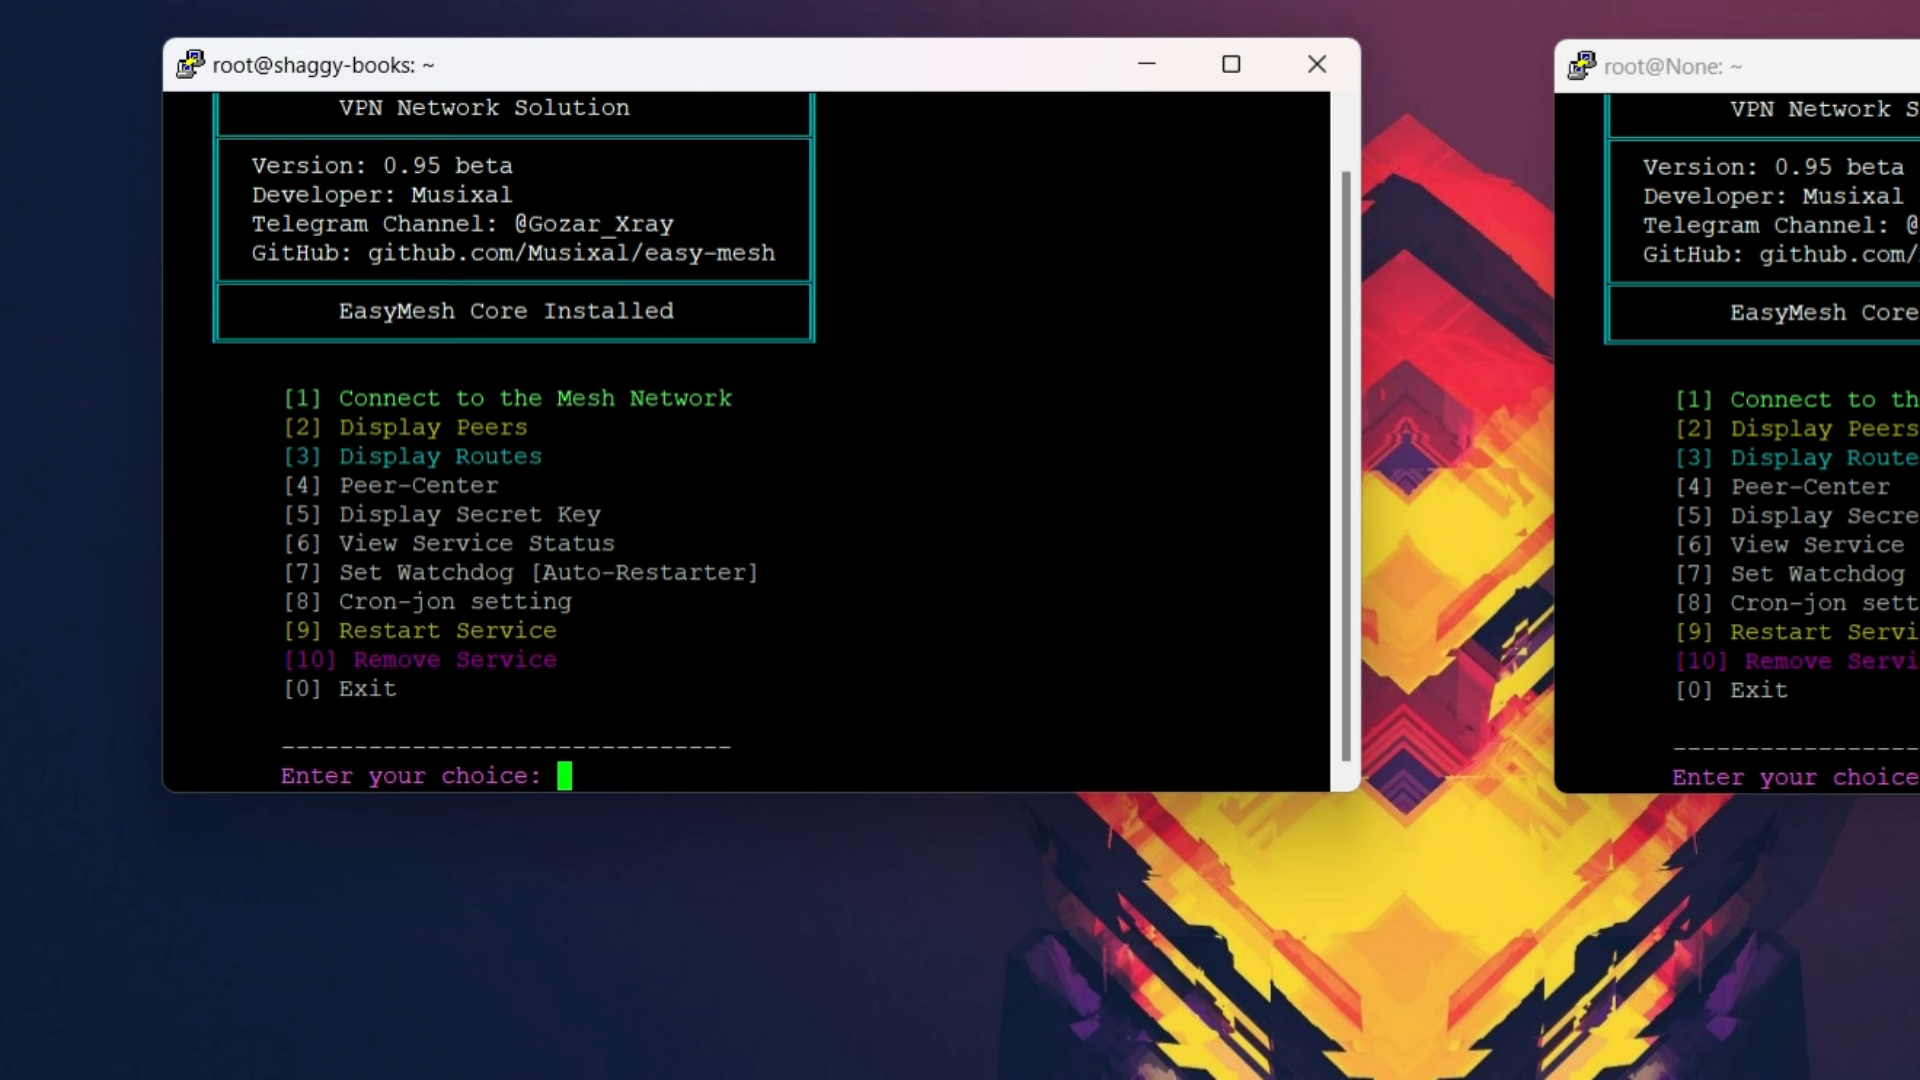 root@shaggy-books: ~
VPN Network Solution
Version: 0.95 beta
Developer: Musixal
Telegram Channel: @Gozar_Xray
GitHub: github.com/Musixal/easy-mesh
EasyMesh Core Installed
[1] Connect to the Mesh Network
[2] Display Peers
[3] Display Routes
[4] Peer-Center
[5] Display Secret Key
[6] View Service Status
[7] Set Watchdog [Auto-Restarter]
[8] Cron-jon setting
[9] Restart Service
[10] Remove Service
[0] Exit
-------------------------------
Enter your choice:
root@None: ~
VPN Network S
Version: 0.95 beta
Developer: Musixal
Telegram Channel: @
GitHub: github.com/
EasyMesh Core
[1] Connect to th
[2] Display Peers
[3] Display Route
[4] Peer-Center
[5] Display Secre
[6] View Service
[7] Set Watchdog
[8] Cron-jon sett
[9] Restart Servi
[10] Remove Servi
[0] Exit
-----------------
Enter your choice